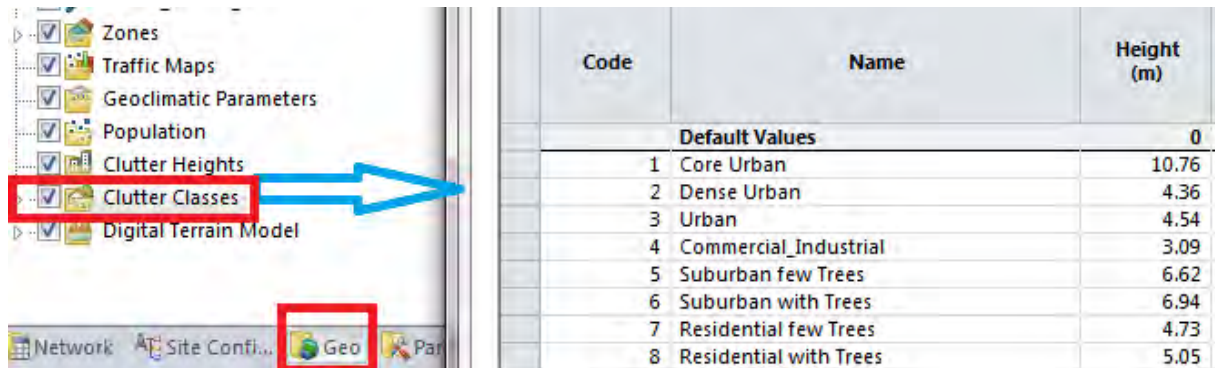 Zones
Traffic Maps
Geoclimatic Parameters
Population
Clutter Heights
Clutter Classes
Digital Terrain Model
Network Site Confi... Geo Par
Code Name Height
(m)
Default Values 0
1 Core Urban 10.76
2 Dense Urban 4.36
3 Urban 4.54
4 Commercial_Industrial 3.09
5 Suburban few Trees 6.62
6 Suburban with Trees 6.94
7 Residential few Trees 4.73
8 Residential with Trees 5.05